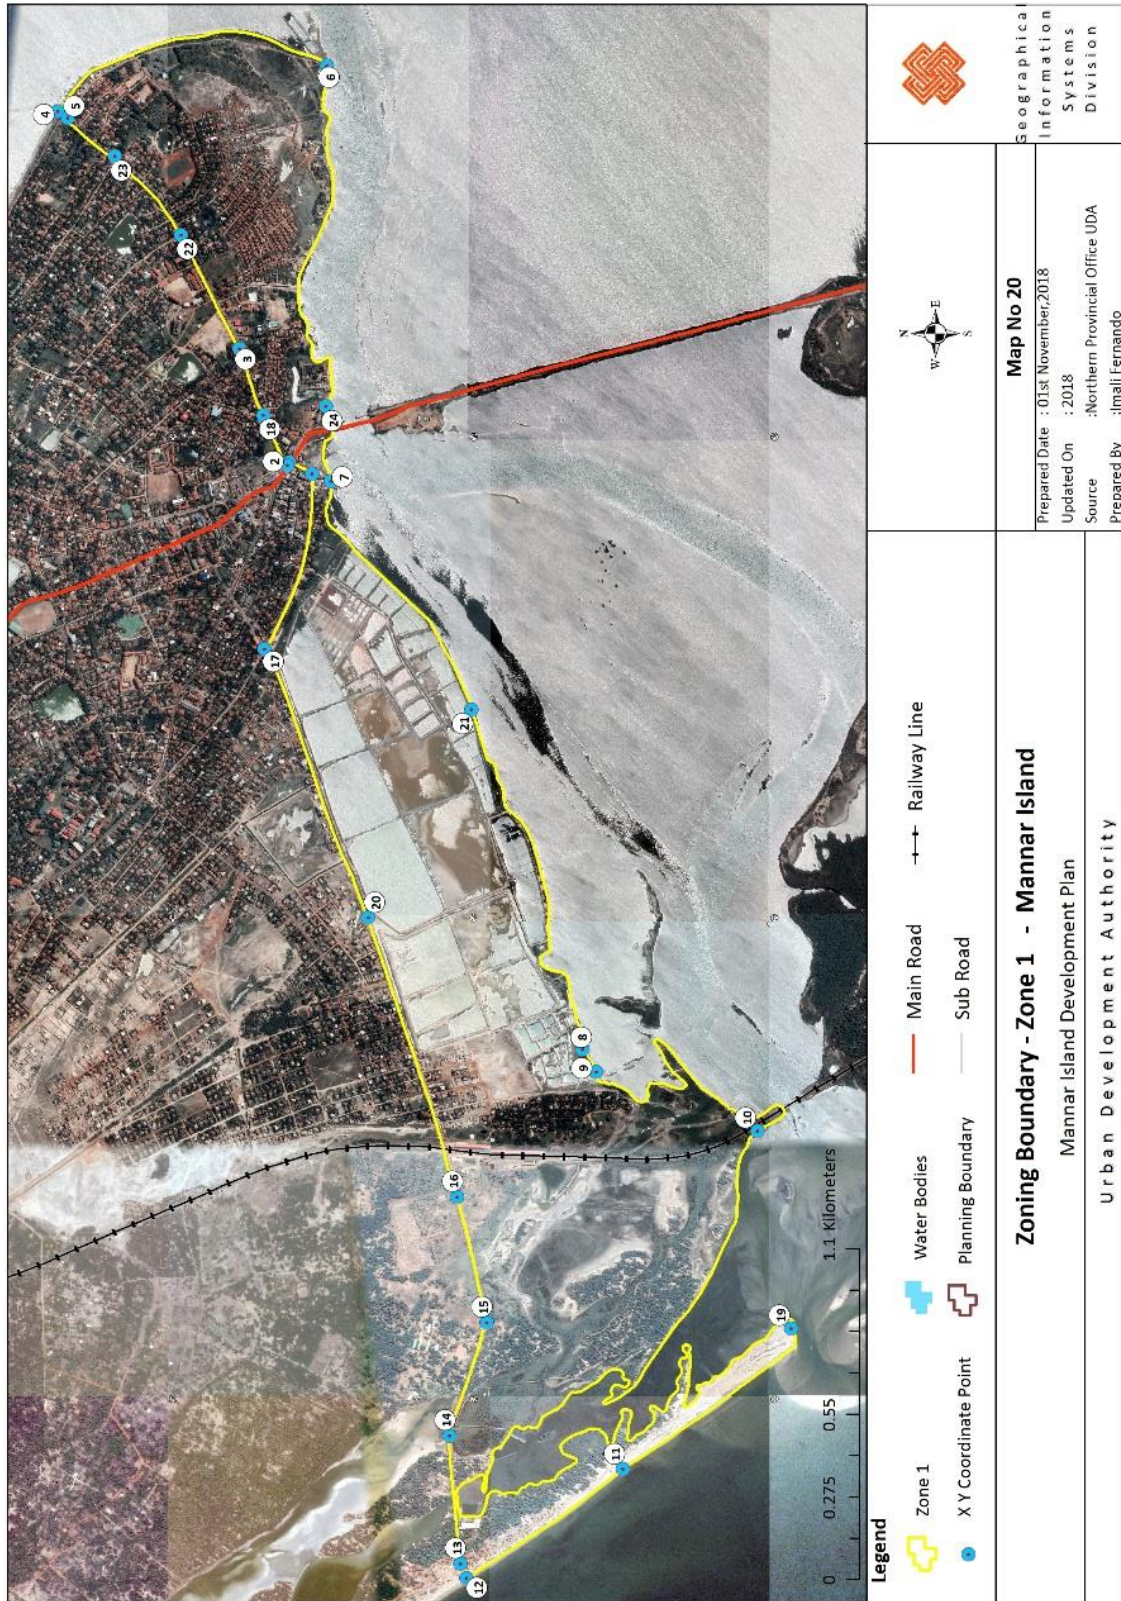 4
5
6
23
22
3
18
2
24
7
17
21
20
8
9
10
16
15
19
14
11
13
12
0
0.275
0.55
1.1 Kilometers
Legend
Zone 1
Water Bodies
Main Road
Railway Line
X Y Coordinate Point
Planning Boundary
Sub Road
Zoning Boundary - Zone 1 - Mannar Island
Mannar Island Development Plan
Urban Development Authority
N
W
E
S
Map No 20
Prepared Date : 01st November,2018
Updated On : 2018
Source :Northern Provincial Office UDA
Prepared By :Imali Fernando
Geographical
Information
Systems
Division